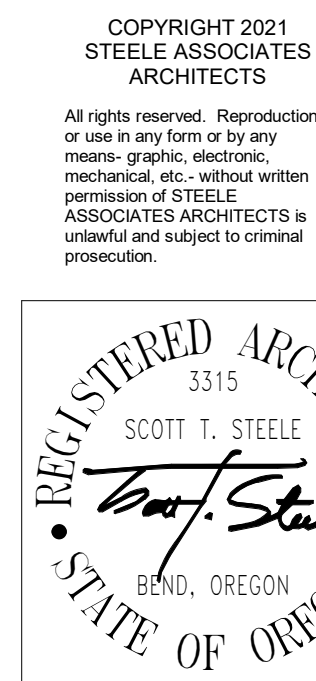 COPYRIGHT 2021
STEELE ASSOCIATES
ARCHITECTS
All rights reserved. Reproduction
or use in any form or by any
means- graphic, electronic,
mechanical, etc.- without written
permission of STEELE
ASSOCIATES ARCHITECTS is
unlawful and subject to criminal
prosecution.
REGISTERED
3315
SCOTT T. STEELE
BEND, OREGON
STATE OF